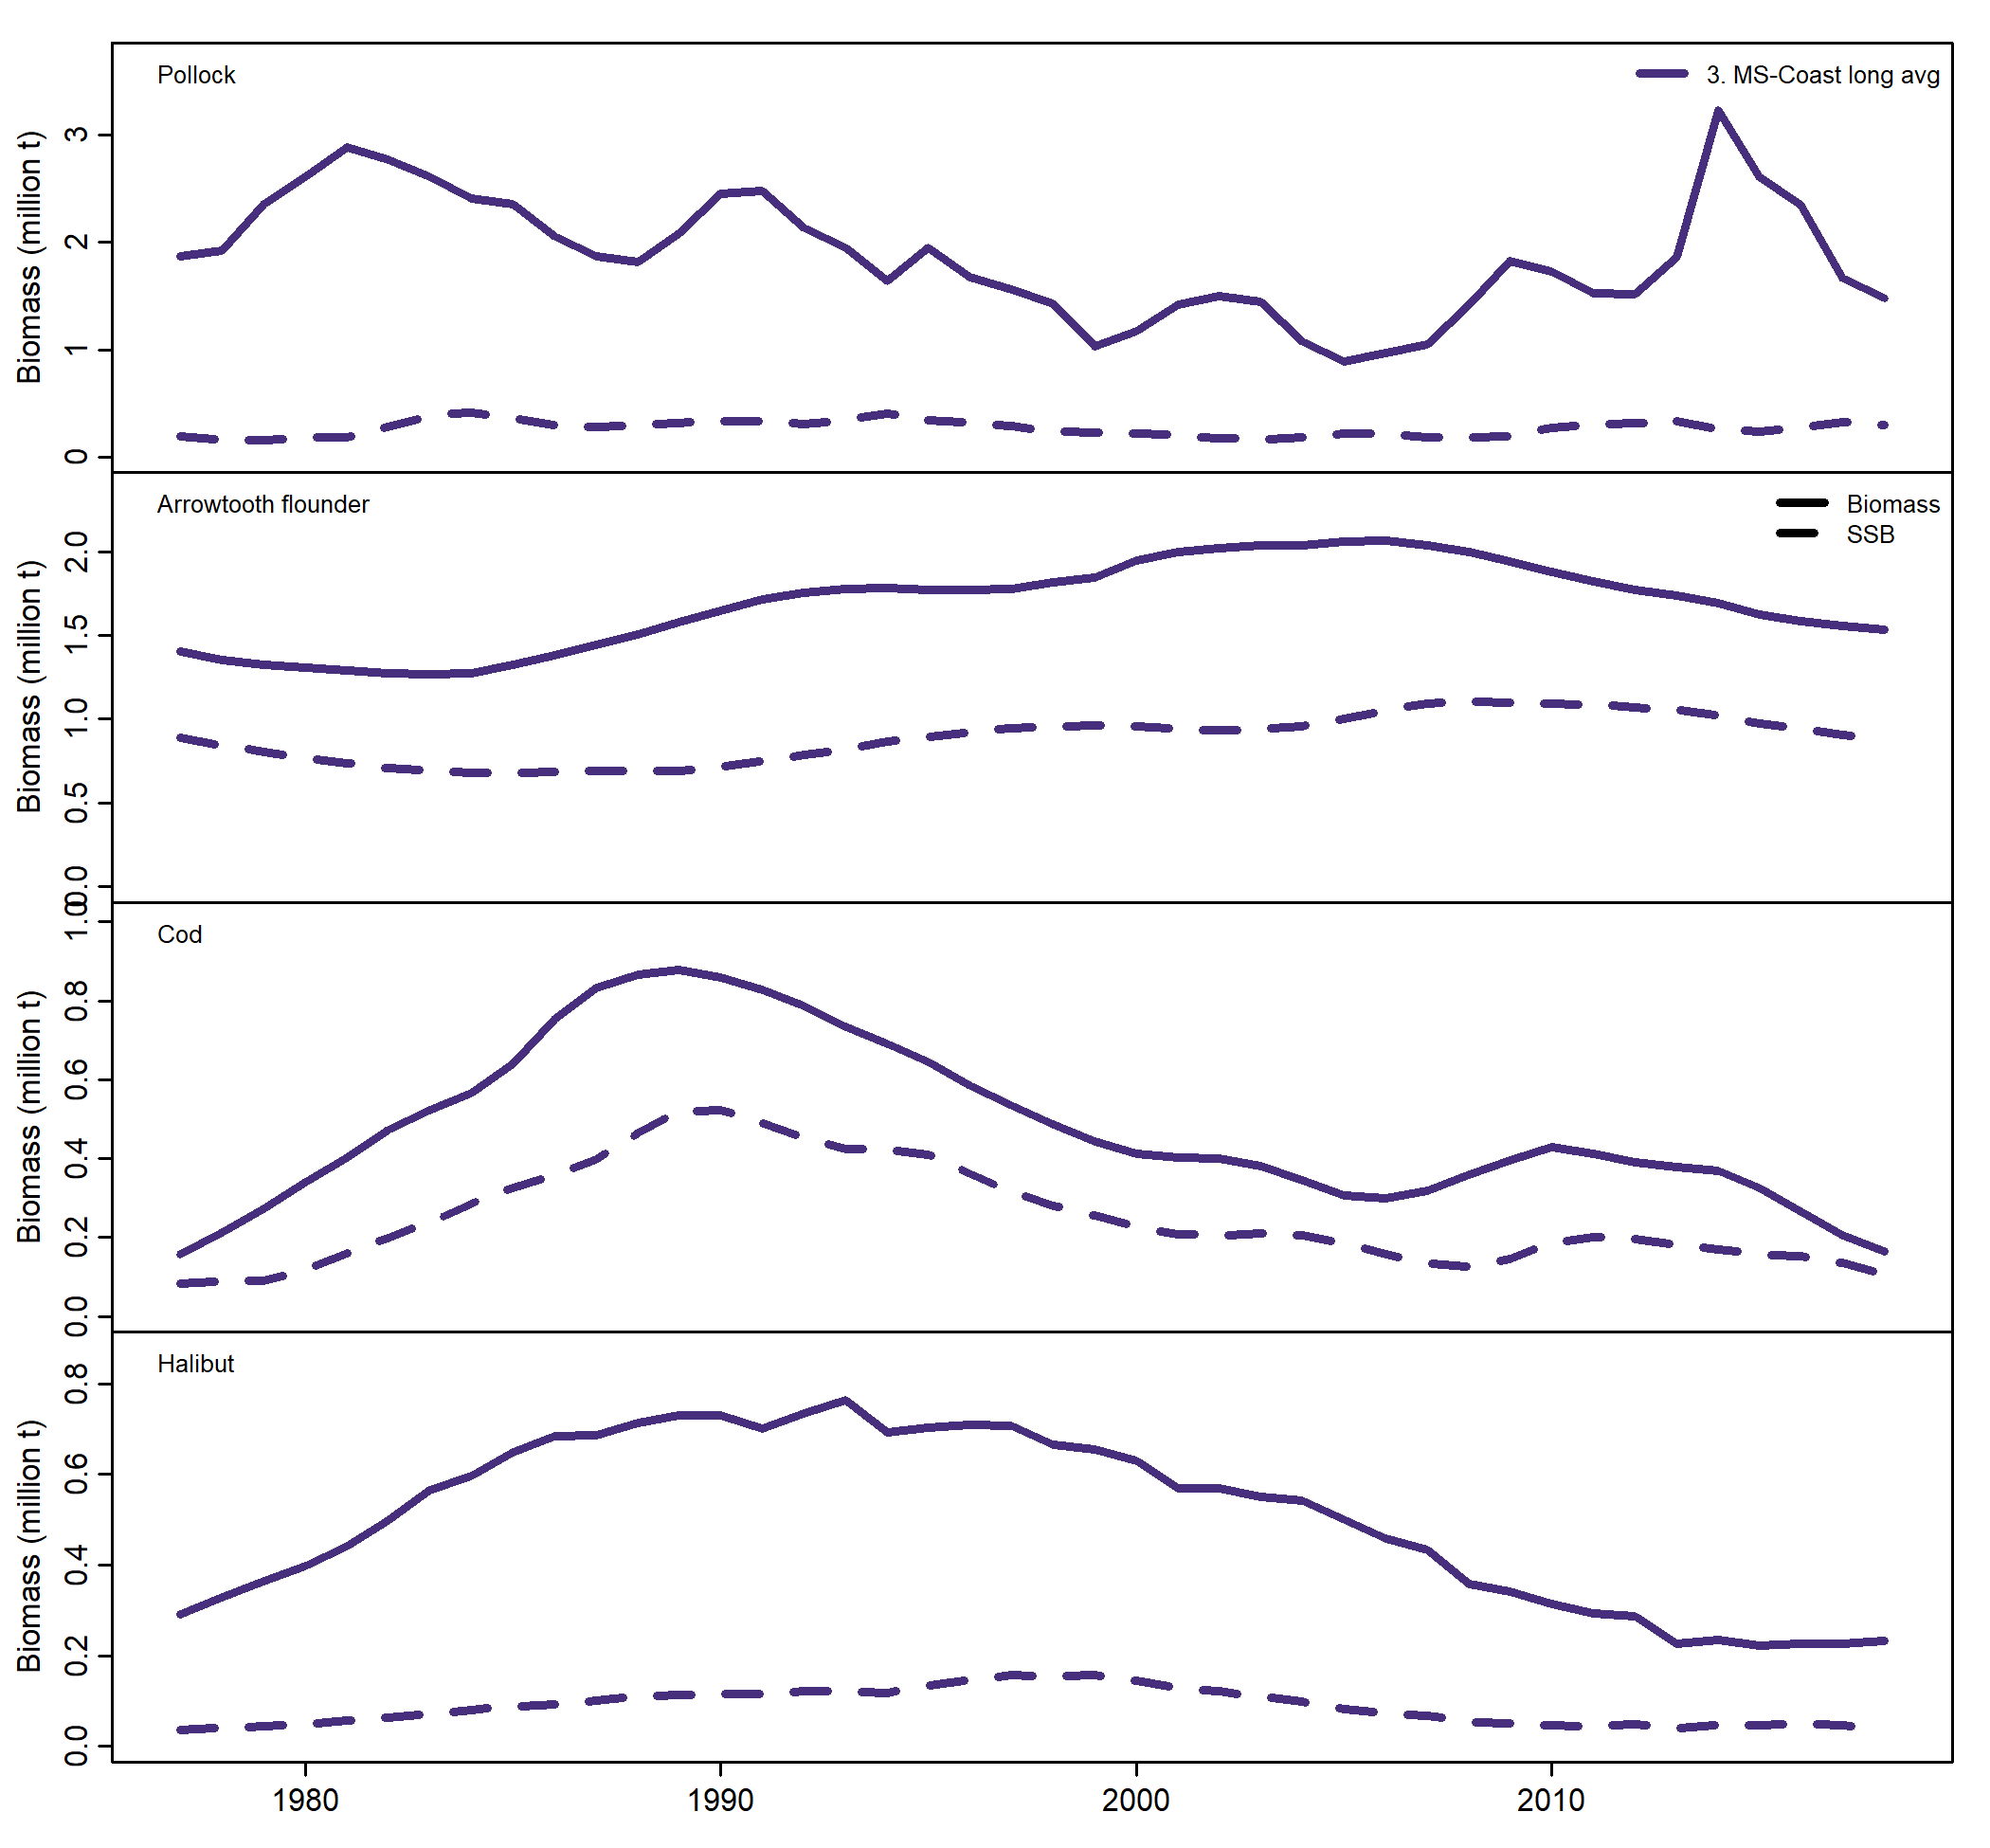 Pollock
3. MS-Coast long avg
Biomass (million t)
3
2
1
0
Arrowtooth flounder
Biomass
SSB
Biomass (million t)
2.0
1.5
1.0
0.5
0.0
Cod
Biomass (million t)
1.0
0.8
0.6
0.4
0.2
0.0
Halibut
Biomass (million t)
0.8
0.6
0.4
0.2
0.0
1980 1990 2000 2010